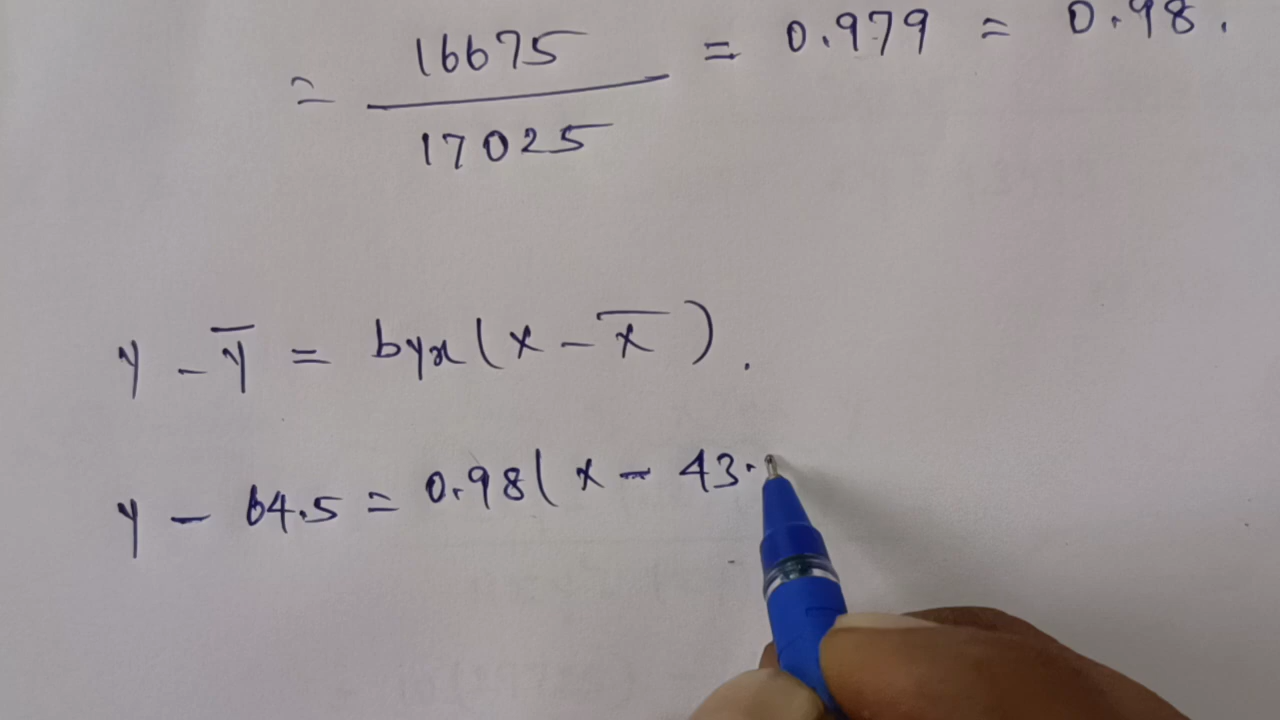 = 16675 / 17025 = 0.979 = 0.98.
y - ȳ = byx(x - x̄).
y - 64.5 = 0.98(x - 43.